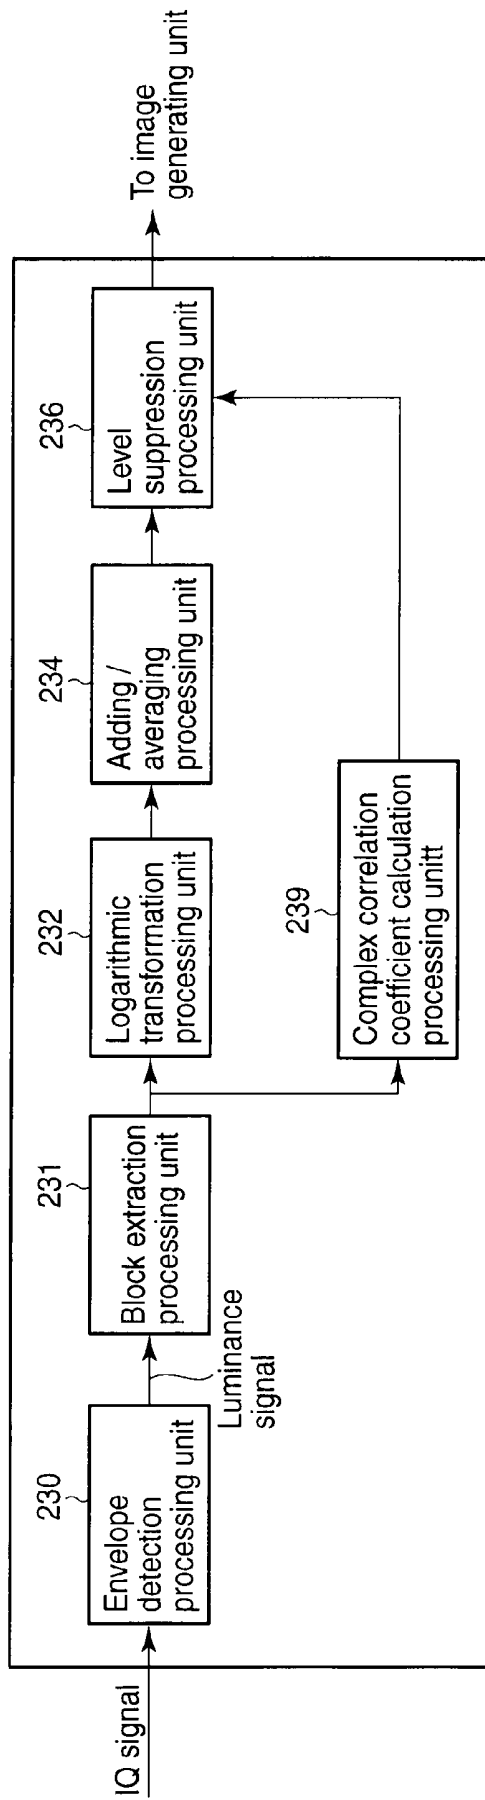 IQ signal
230
Envelope
detection
processing unit
Luminance
signal
231
Block extraction
processing unit
232
Logarithmic
transformation
processing unit
234
Adding /
averaging
processing unit
236
Level
suppression
processing unit
To image
generating unit
239
Complex correlation
coefficient calculation
processing unitt